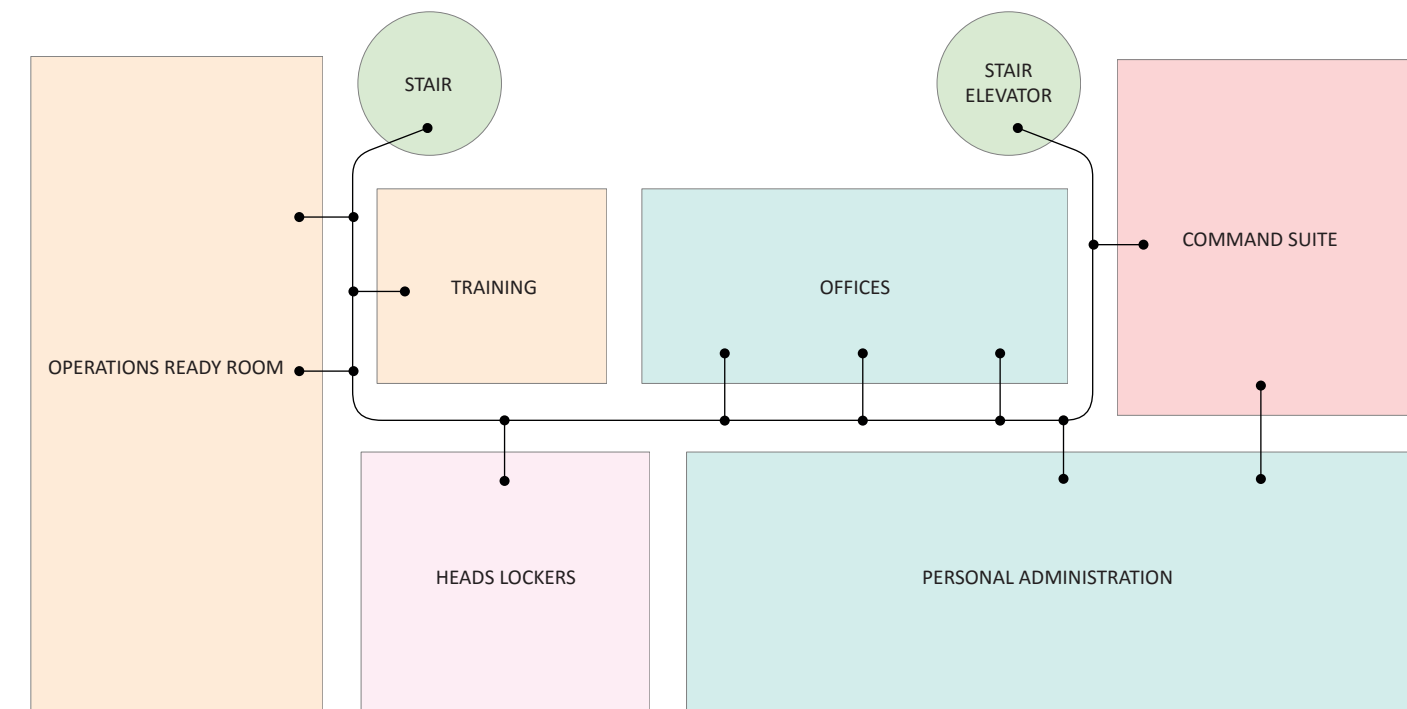 STAIR
STAIR
ELEVATOR
COMMAND SUITE
TRAINING
OFFICES
OPERATIONS READY ROOM
HEADS LOCKERS
PERSONAL ADMINISTRATION